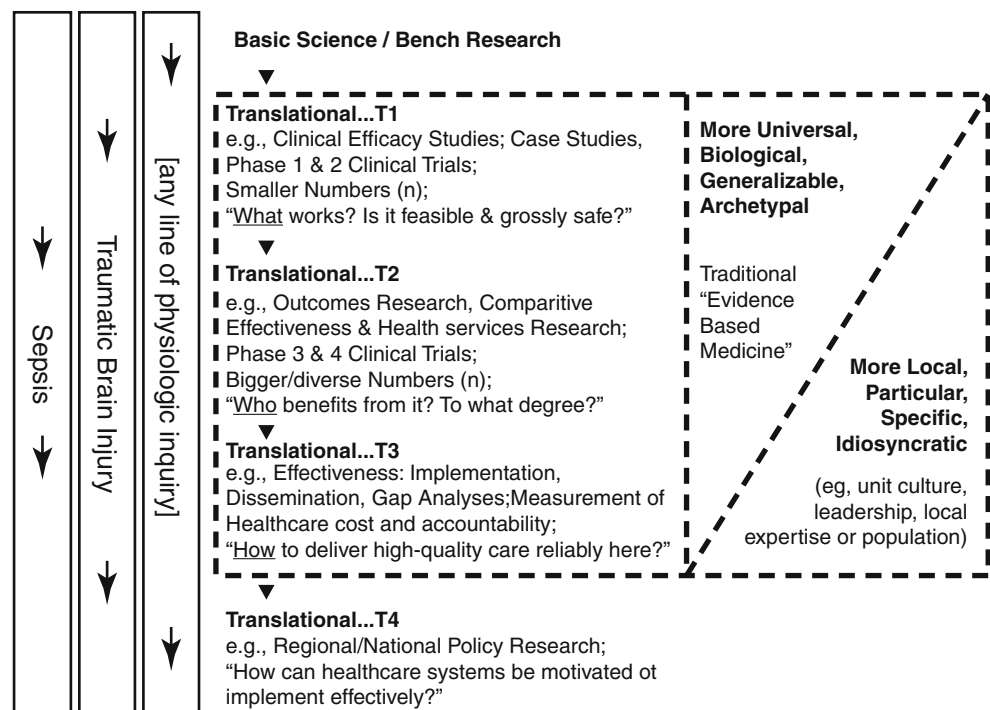 Sepsis
Traumatic Brain Injury
[any line of physiologic inquiry]
Basic Science / Bench Research
Translational...T1
e.g., Clinical Efficacy Studies; Case Studies,
Phase 1 & 2 Clinical Trials;
Smaller Numbers (n);
“What works? Is it feasible & grossly safe?”
Translational...T2
e.g., Outcomes Research, Comparitive
Effectiveness & Health services Research;
Phase 3 & 4 Clinical Trials;
Bigger/diverse Numbers (n);
“Who benefits from it? To what degree?”
Translational...T3
e.g., Effectiveness: Implementation,
Dissemination, Gap Analyses;Measurement of
Healthcare cost and accountability;
“How to deliver high-quality care reliably here?”
Translational...T4
e.g., Regional/National Policy Research;
“How can healthcare systems be motivated ot
implement effectively?”
More Universal,
Biological,
Generalizable,
Archetypal
Traditional
“Evidence
Based
Medicine”
More Local,
Particular,
Specific,
Idiosyncratic
(eg, unit culture,
leadership, local
expertise or population)